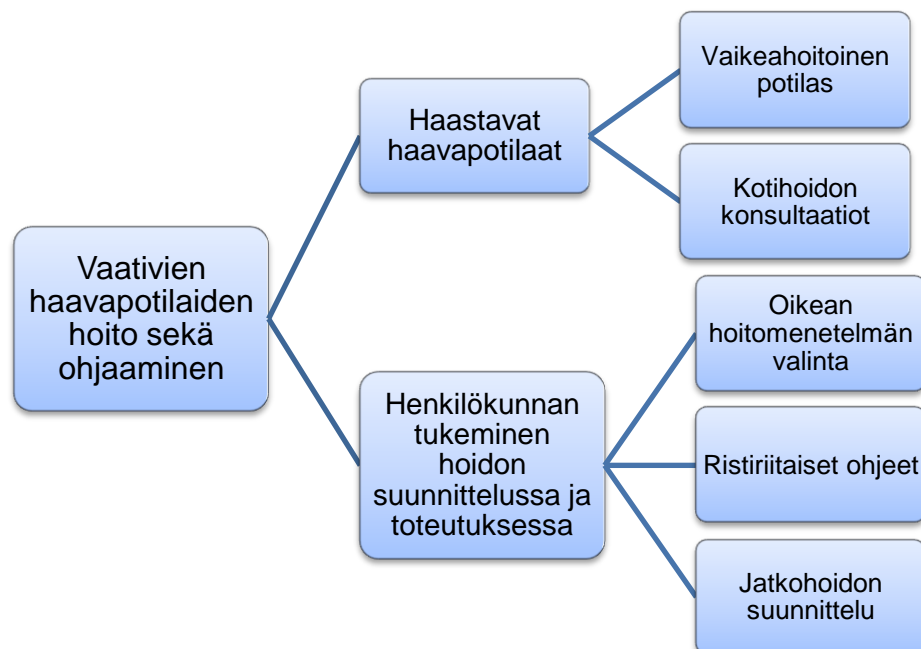 Vaativien
haavapotilaiden
hoito sekä
ohjaaminen
Haastavat
haavapotilaat
Vaikeahoitoinen
potilas
Kotihoidon
konsultaatiot
Henkilökunnan
tukeminen
hoidon
suunnittelussa ja
toteutuksessa
Oikean
hoitomenetelmän
valinta
Ristiriitaiset ohjeet
Jatkohoidon
suunnittelu